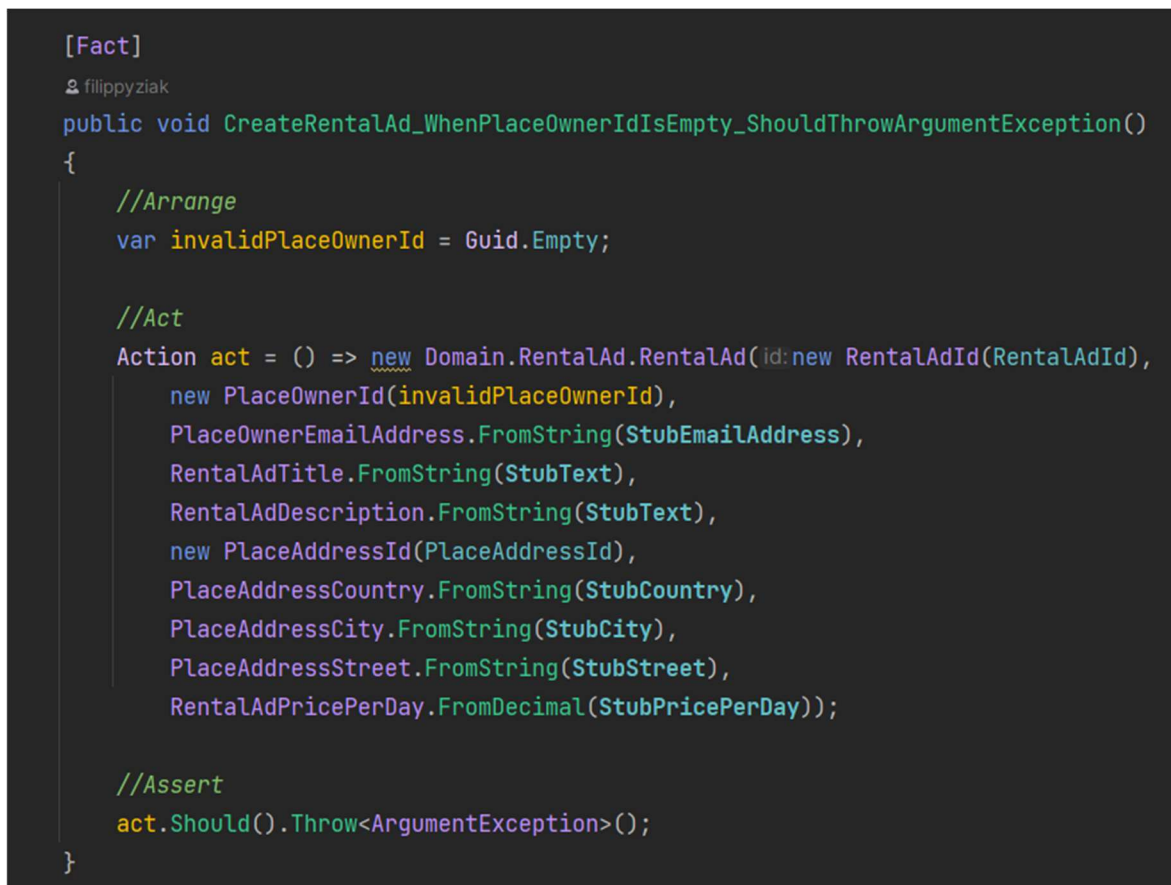 [Fact]
filippyziak
public void CreateRentalAd_WhenPlaceOwnerIdIsEmpty_ShouldThrowArgumentException()
{
//Arrange
var invalidPlaceOwnerId = Guid.Empty;
//Act
Action act = () => new Domain.RentalAd.RentalAd( id: new RentalAdId(RentalAdId),
new PlaceOwnerId(invalidPlaceOwnerId),
PlaceOwnerEmailAddress.FromString(StubEmailAddress),
RentalAdTitle.FromString(StubText),
RentalAdDescription.FromString(StubText),
new PlaceAddressId(PlaceAddressId),
PlaceAddressCountry.FromString(StubCountry),
PlaceAddressCity.FromString(StubCity),
PlaceAddressStreet.FromString(StubStreet),
RentalAdPricePerDay.FromDecimal(StubPricePerDay));
//Assert
act.Should().Throw<ArgumentException>();
}